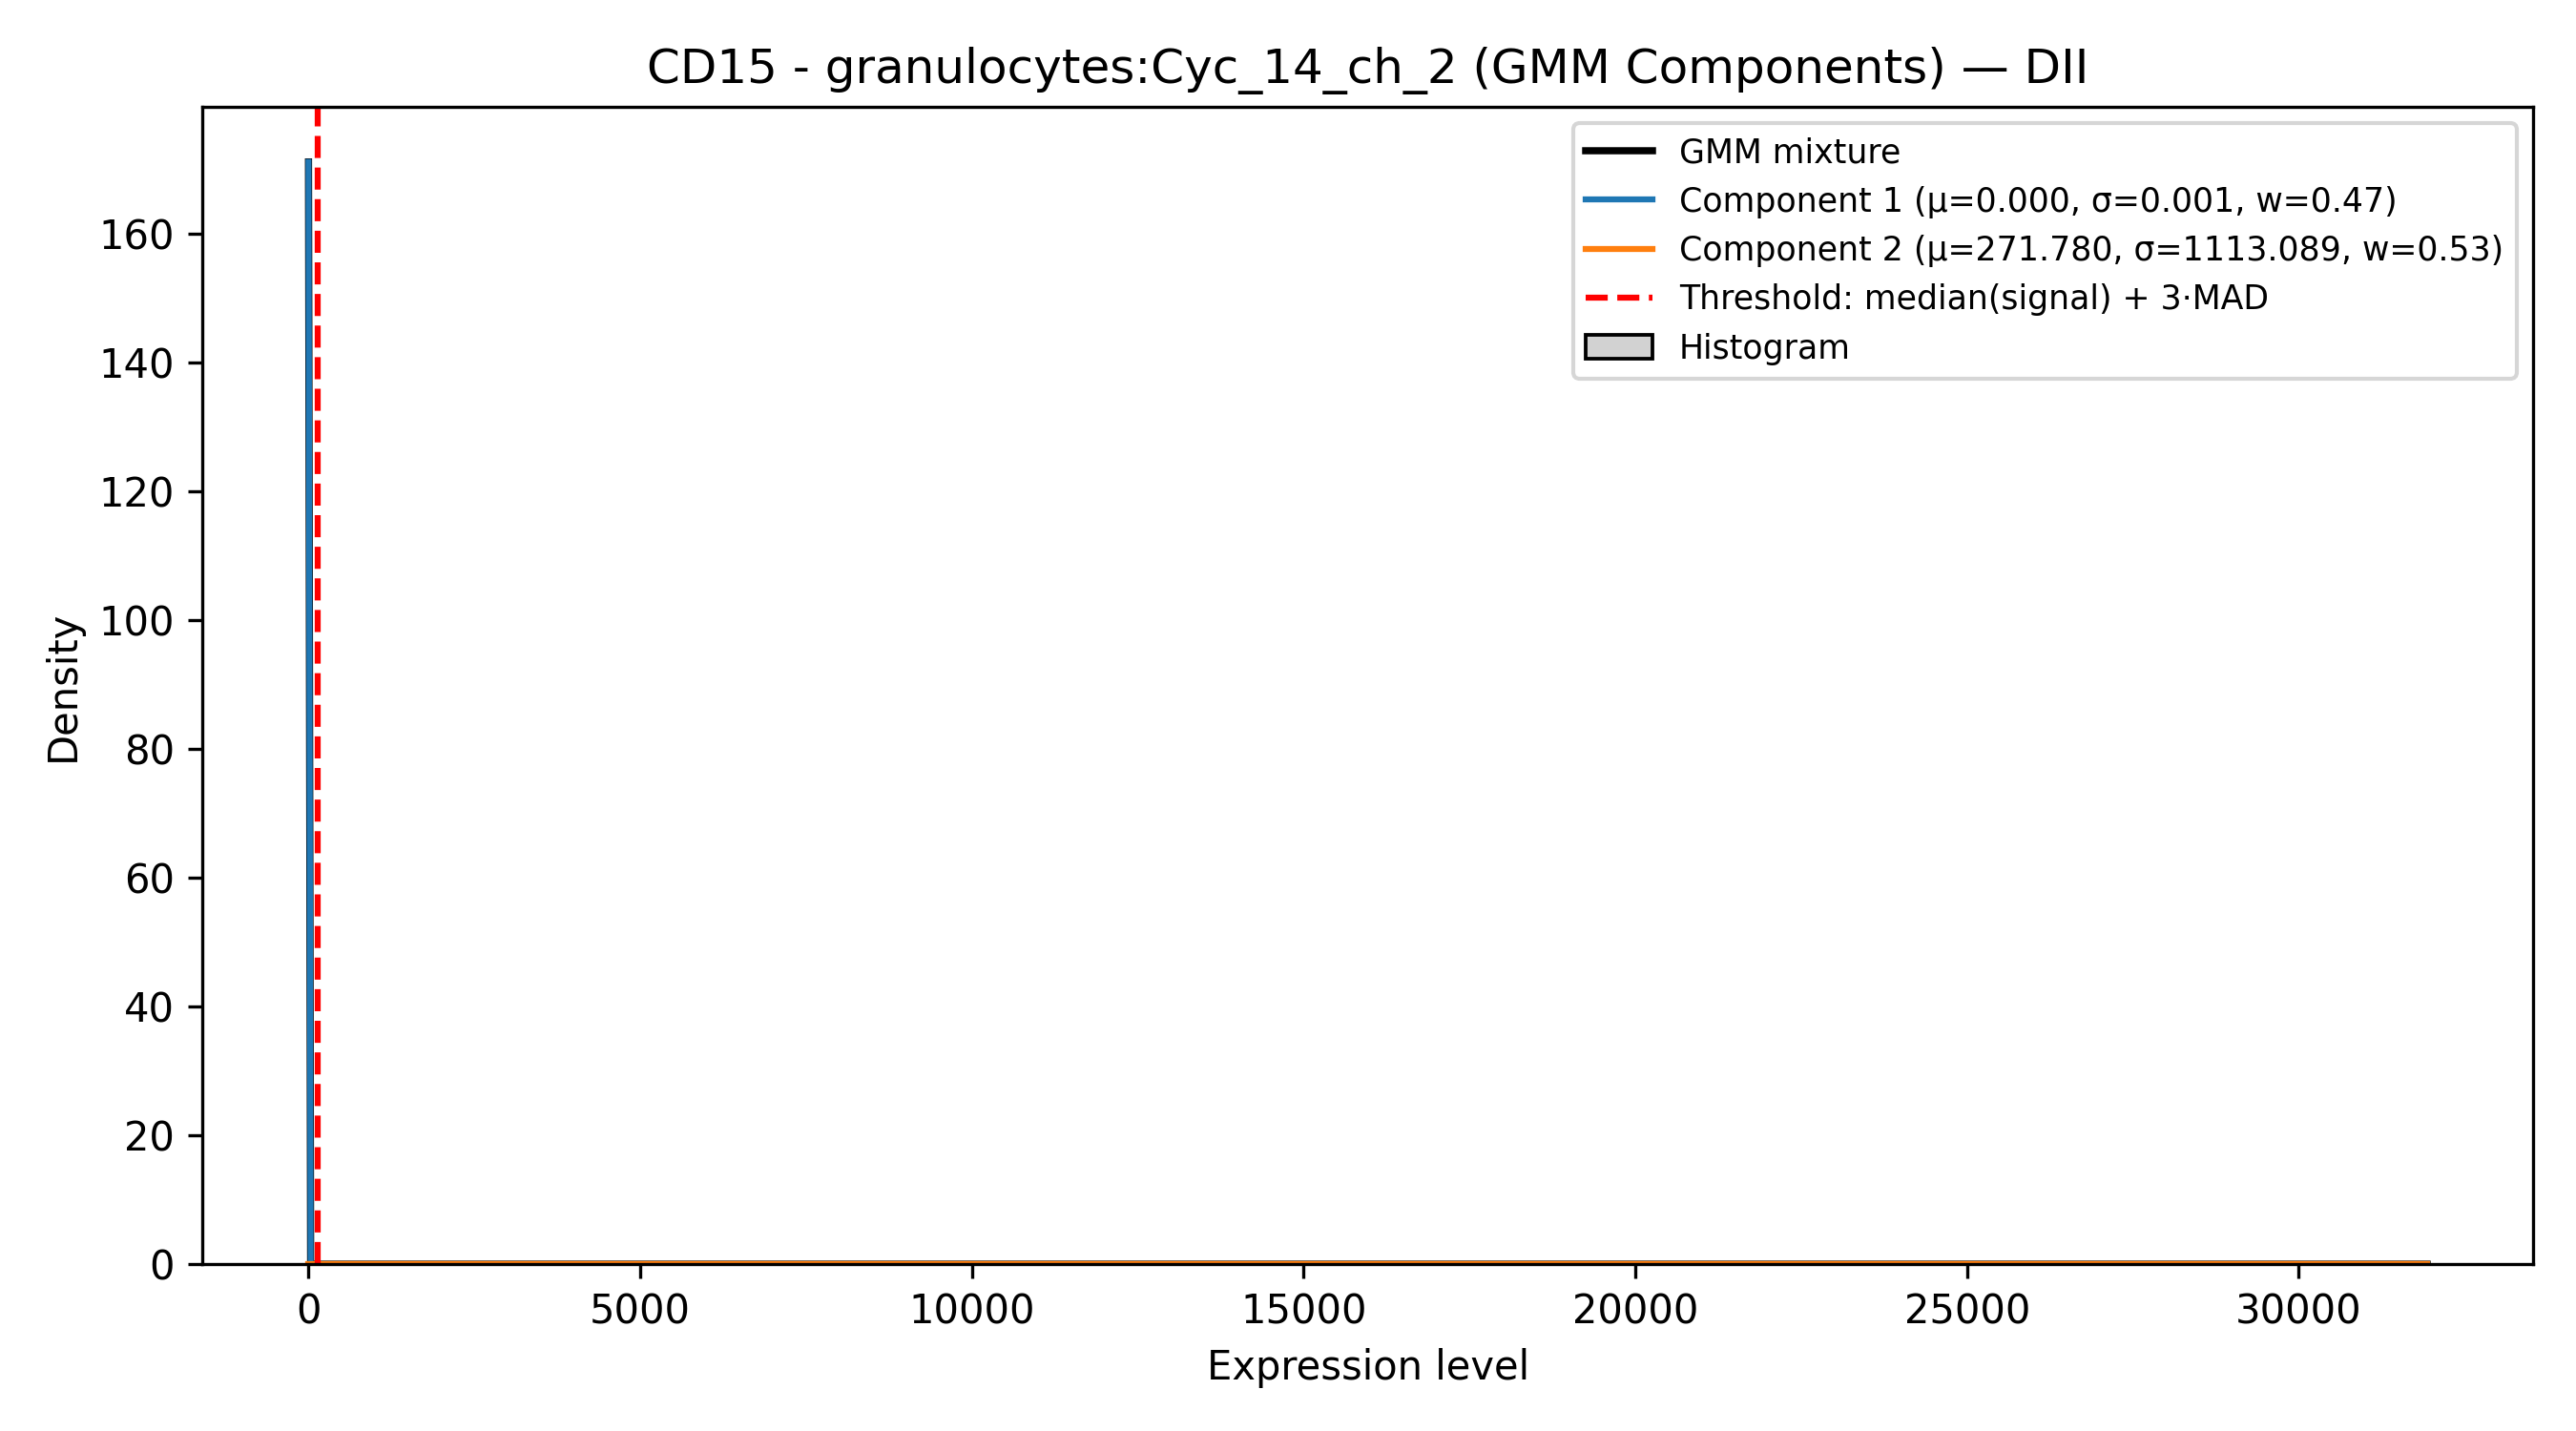 CD15 - granulocytes:Cyc_14_ch_2 (GMM Components) — DII
GMM mixture
Component 1 (μ=0.000, σ=0.001, w=0.47)
Component 2 (μ=271.780, σ=1113.089, w=0.53)
Threshold: median(signal) + 3·MAD
Histogram
Density
160
140
120
100
80
60
40
20
0
0 5000 10000 15000 20000 25000 30000
Expression level